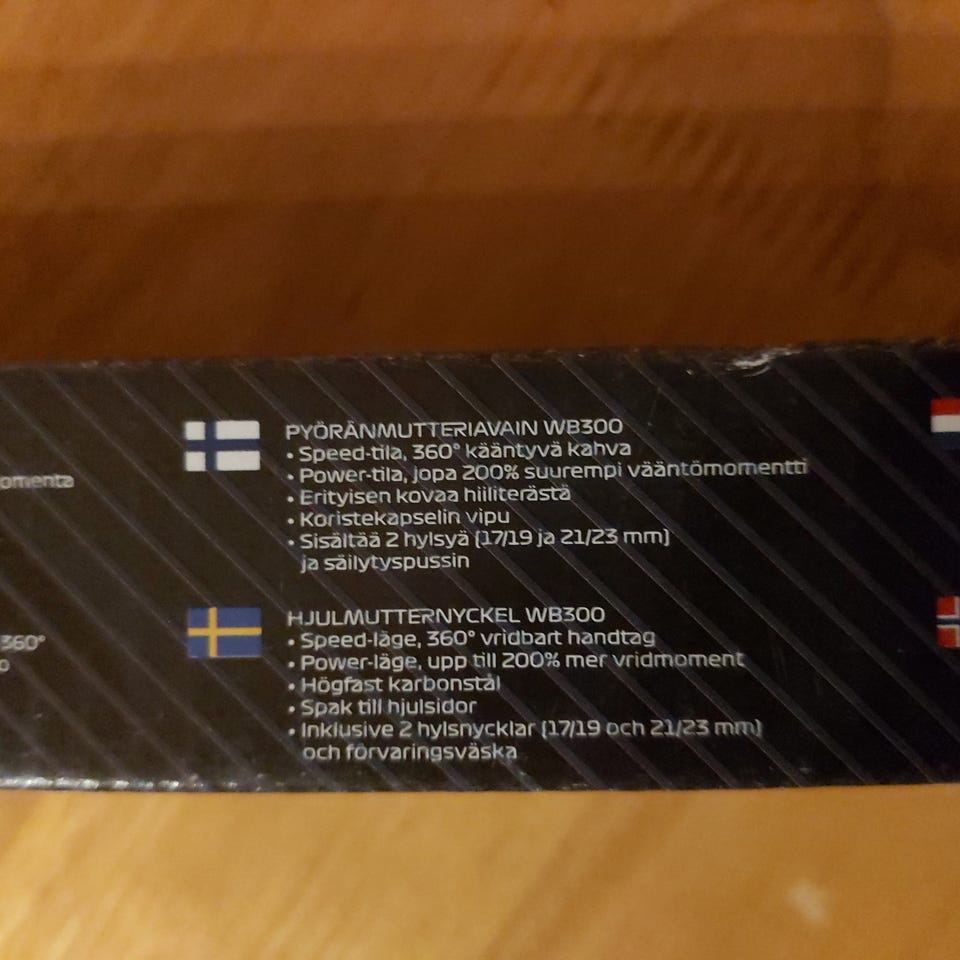 omenta
360°
PYÖRÄNMUTTERIAVAIN WB300
• Speed-tila, 360° kääntyvä kahva
• Power-tila, jopa 200% suurempi vääntömomentti
• Erityisen kovaa hiiliterästä
• Koristekapselin vipu
• Sisältää 2 hylsyä (17/19 ja 21/23 mm)
ja säilytyspussin
HJULMUTTERNYCKEL WB300
• Speed-läge, 360° vridbart handtag
• Power-läge, upp till 200% mer vridmoment
• Högfast karbonstål
• Spak till hjulsidor
• Inklusive 2 hylsnycklar (17/19 och 21/23 mm)
och förvaringsväska